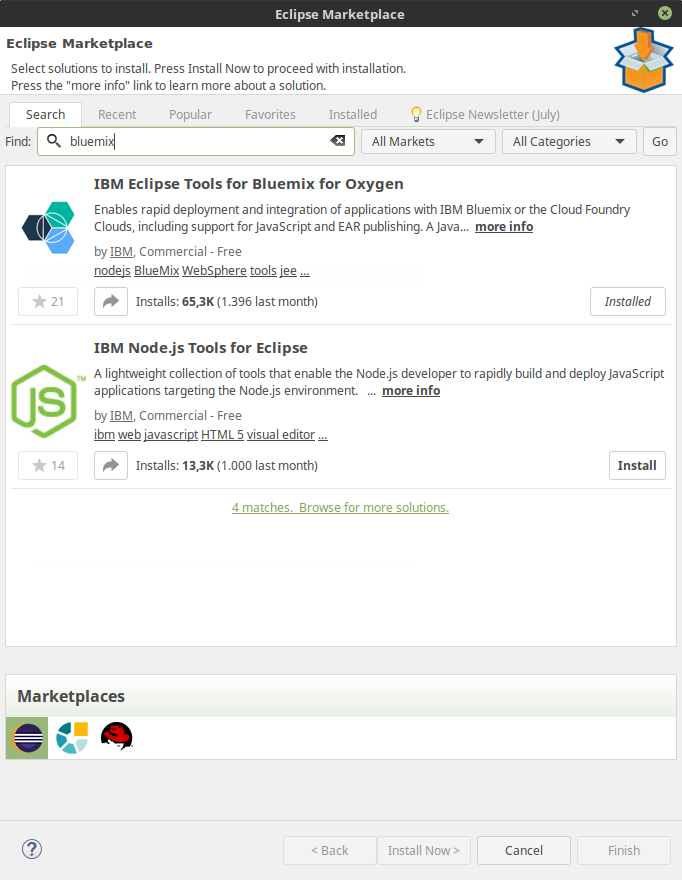 Eclipse Marketplace
Eclipse Marketplace
Select solutions to install. Press Install Now to proceed with installation.
Press the "more info" link to learn more about a solution.
Search Recent Popular Favorites Installed Eclipse Newsletter (July)
Find: bluemix All Markets All Categories Go
IBM Eclipse Tools for Bluemix for Oxygen
Enables rapid deployment and integration of applications with IBM Bluemix or the Cloud Foundry
Clouds, including support for JavaScript and EAR publishing. A Java... more info
by IBM, Commercial - Free
nodejs BlueMix WebSphere tools jee ...
21 Installs: 65,3K (1.396 last month) Installed
IBM Node.js Tools for Eclipse
A lightweight collection of tools that enable the Node.js developer to rapidly build and deploy JavaScript
applications targeting the Node.js environment. ... more info
by IBM, Commercial - Free
ibm web javascript HTML 5 visual editor ...
JS™
14 Installs: 13,3K (1.000 last month) Install
4 matches. Browse for more solutions.
Marketplaces
? < Back Install Now > Cancel Finish